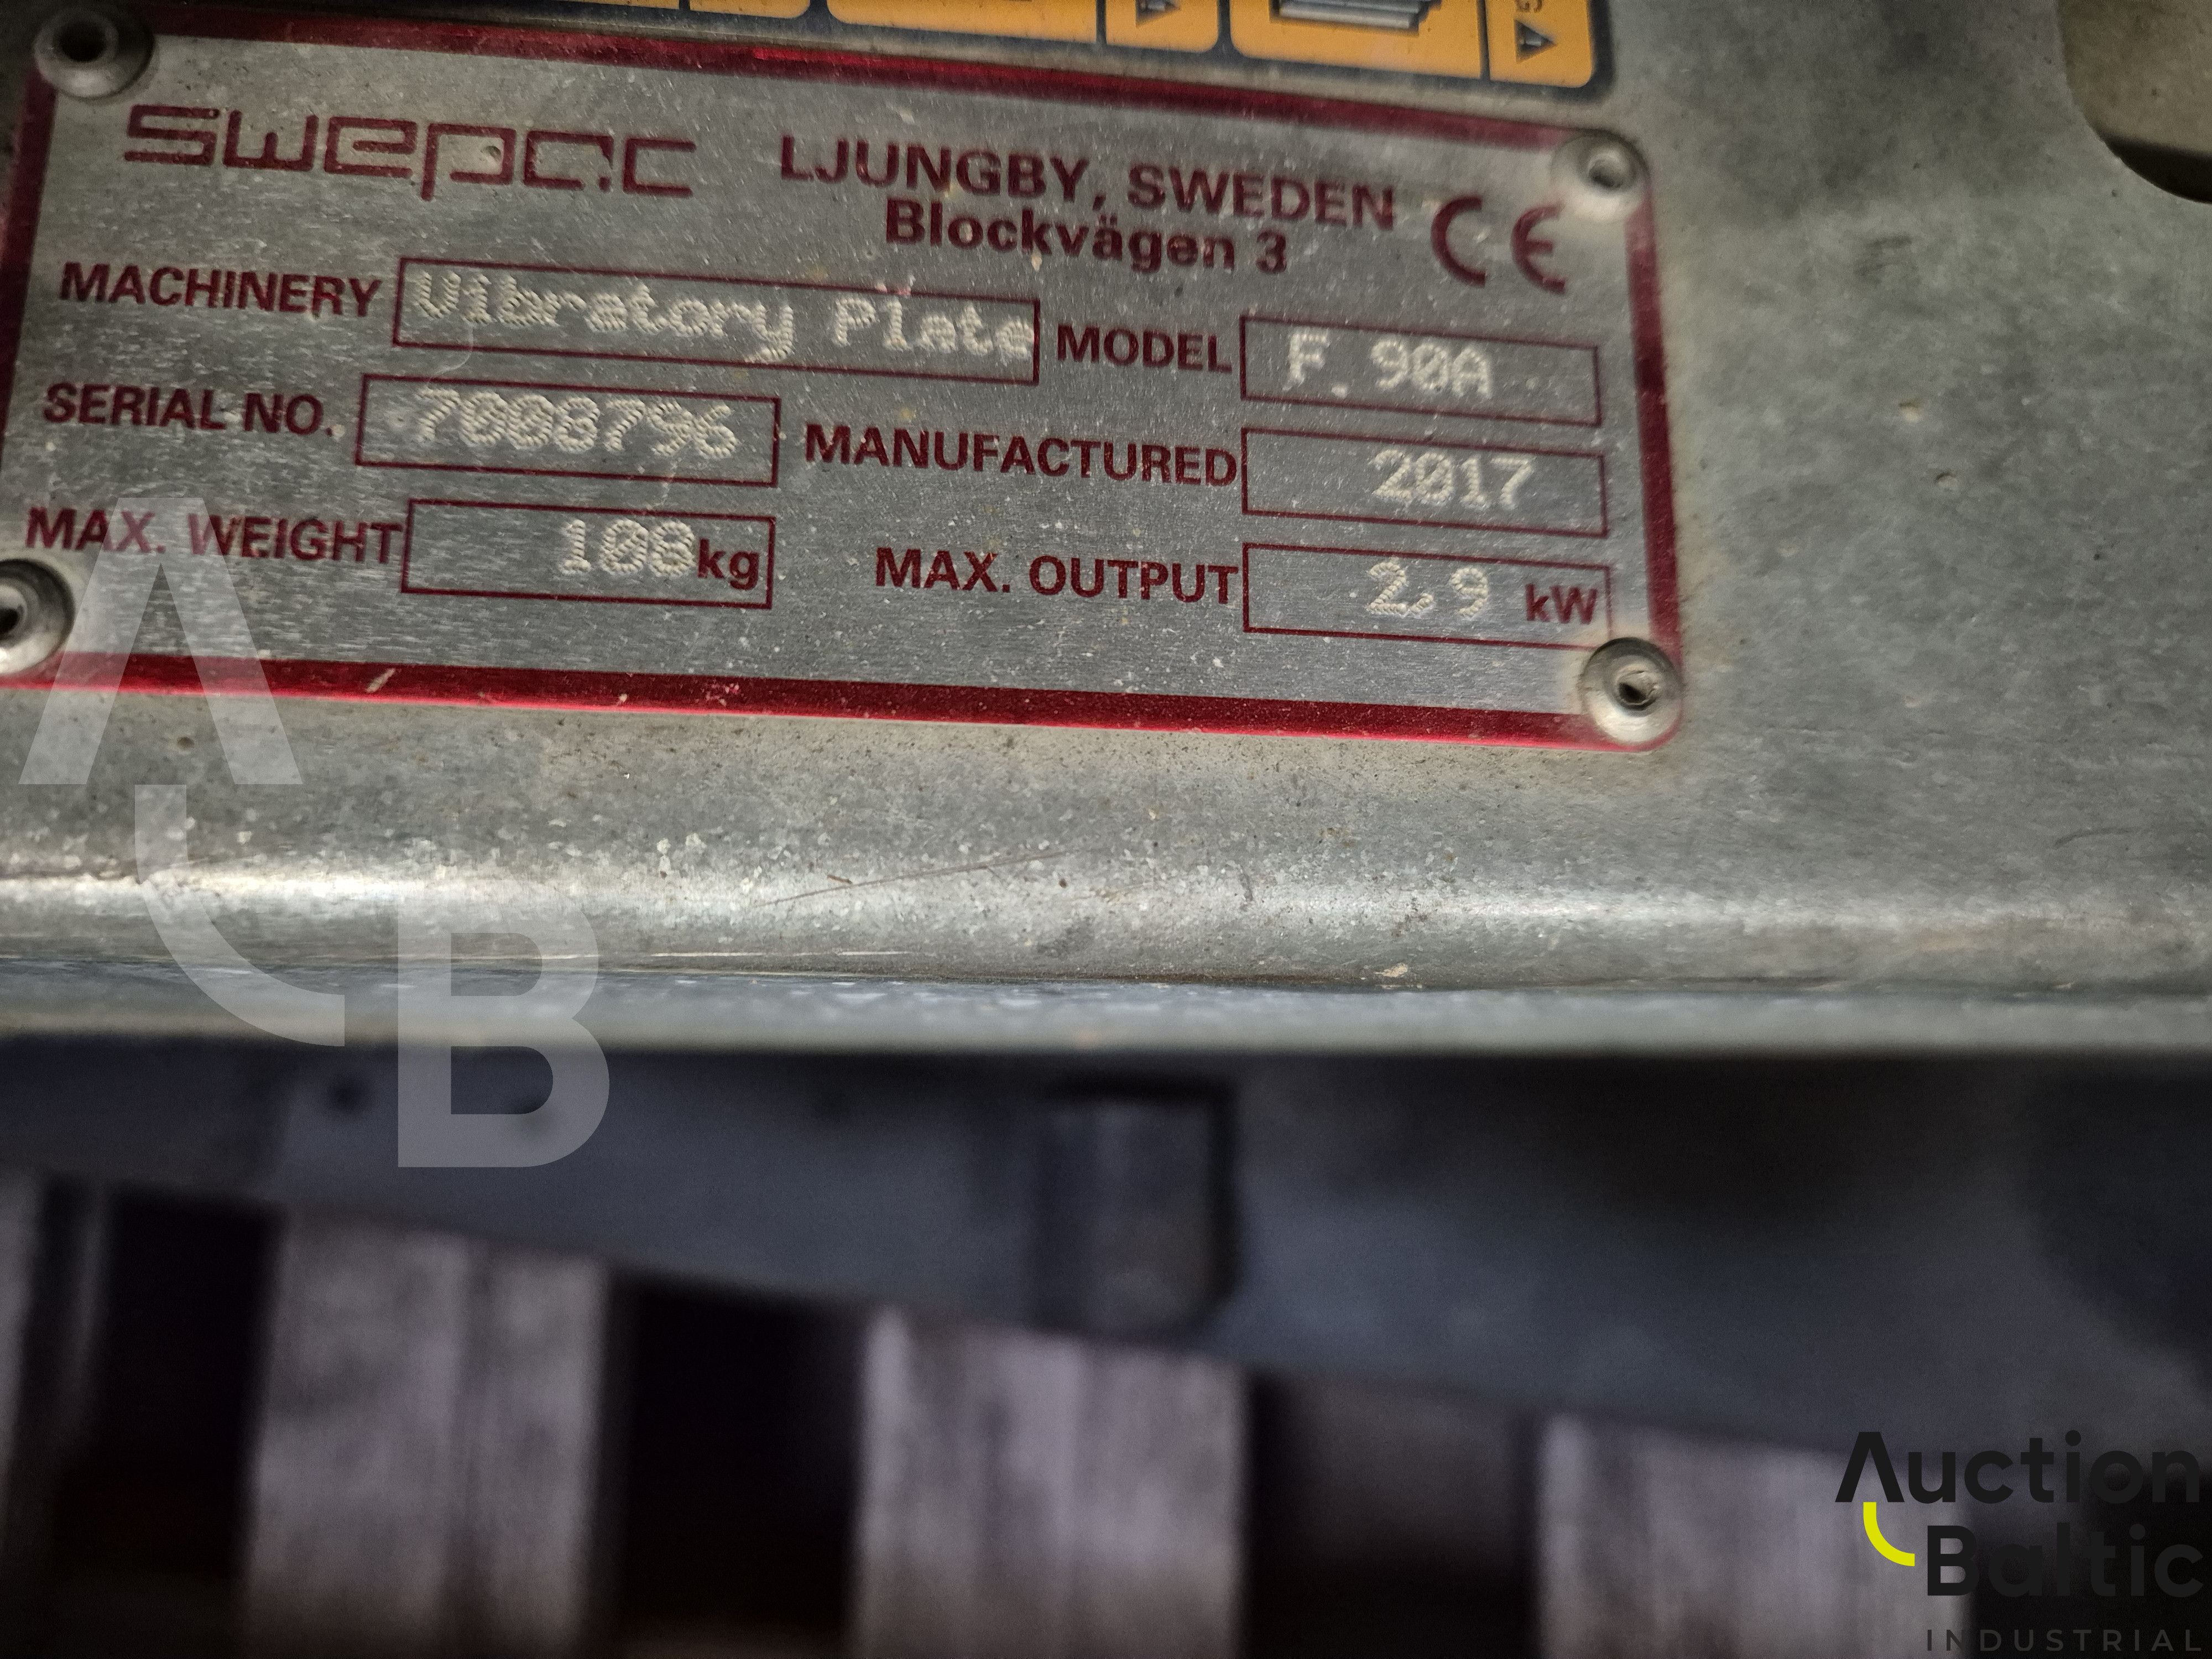 swepac
LJUNGBY, SWEDEN
Blockvägen 3
CE
MACHINERY Vibratory Plate MODEL F.90A
SERIAL NO. 7008796 MANUFACTURED 2017
MAX. WEIGHT 108 kg MAX. OUTPUT 2.9 kW
AB
Auction
Baltic
INDUSTRIAL